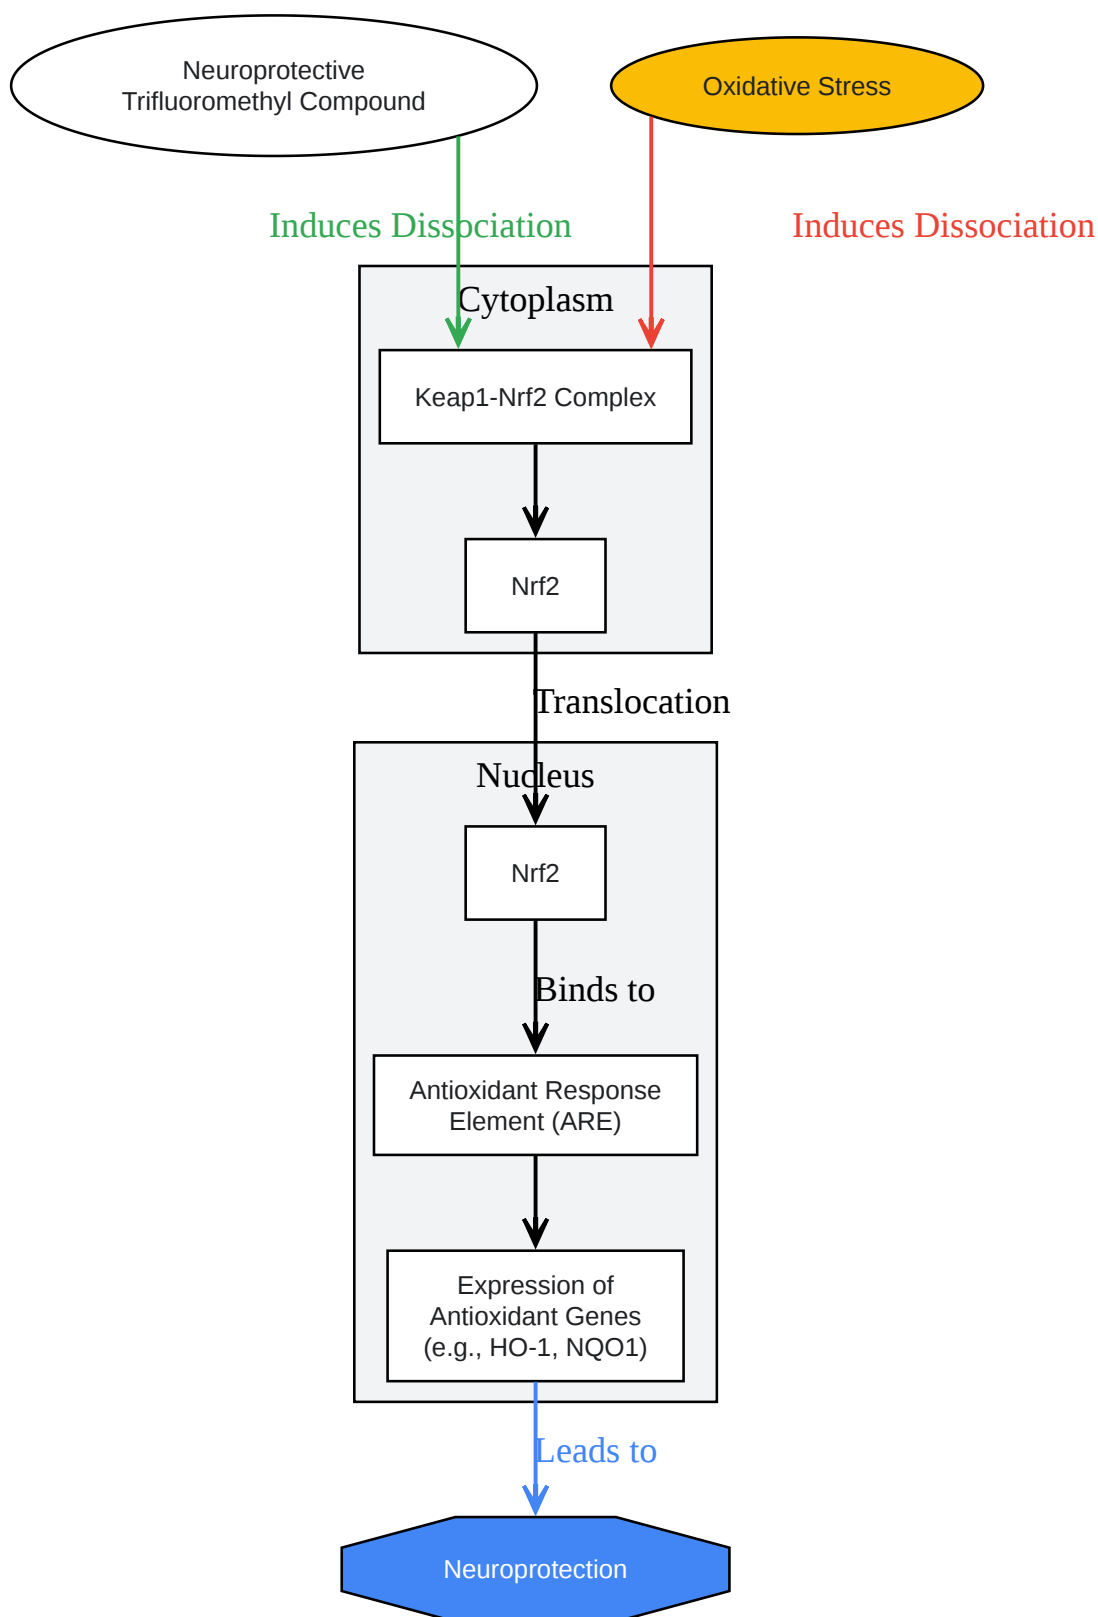 Neuroprotective
Trifluoromethyl Compound
Oxidative Stress
Induces Dissociation
Induces Dissociation
Cytoplasm
Keap1-Nrf2 Complex
Nrf2
Translocation
Nucleus
Nrf2
Binds to
Antioxidant Response
Element (ARE)
Expression of
Antioxidant Genes
(e.g., HO-1, NQO1)
Leads to
Neuroprotection